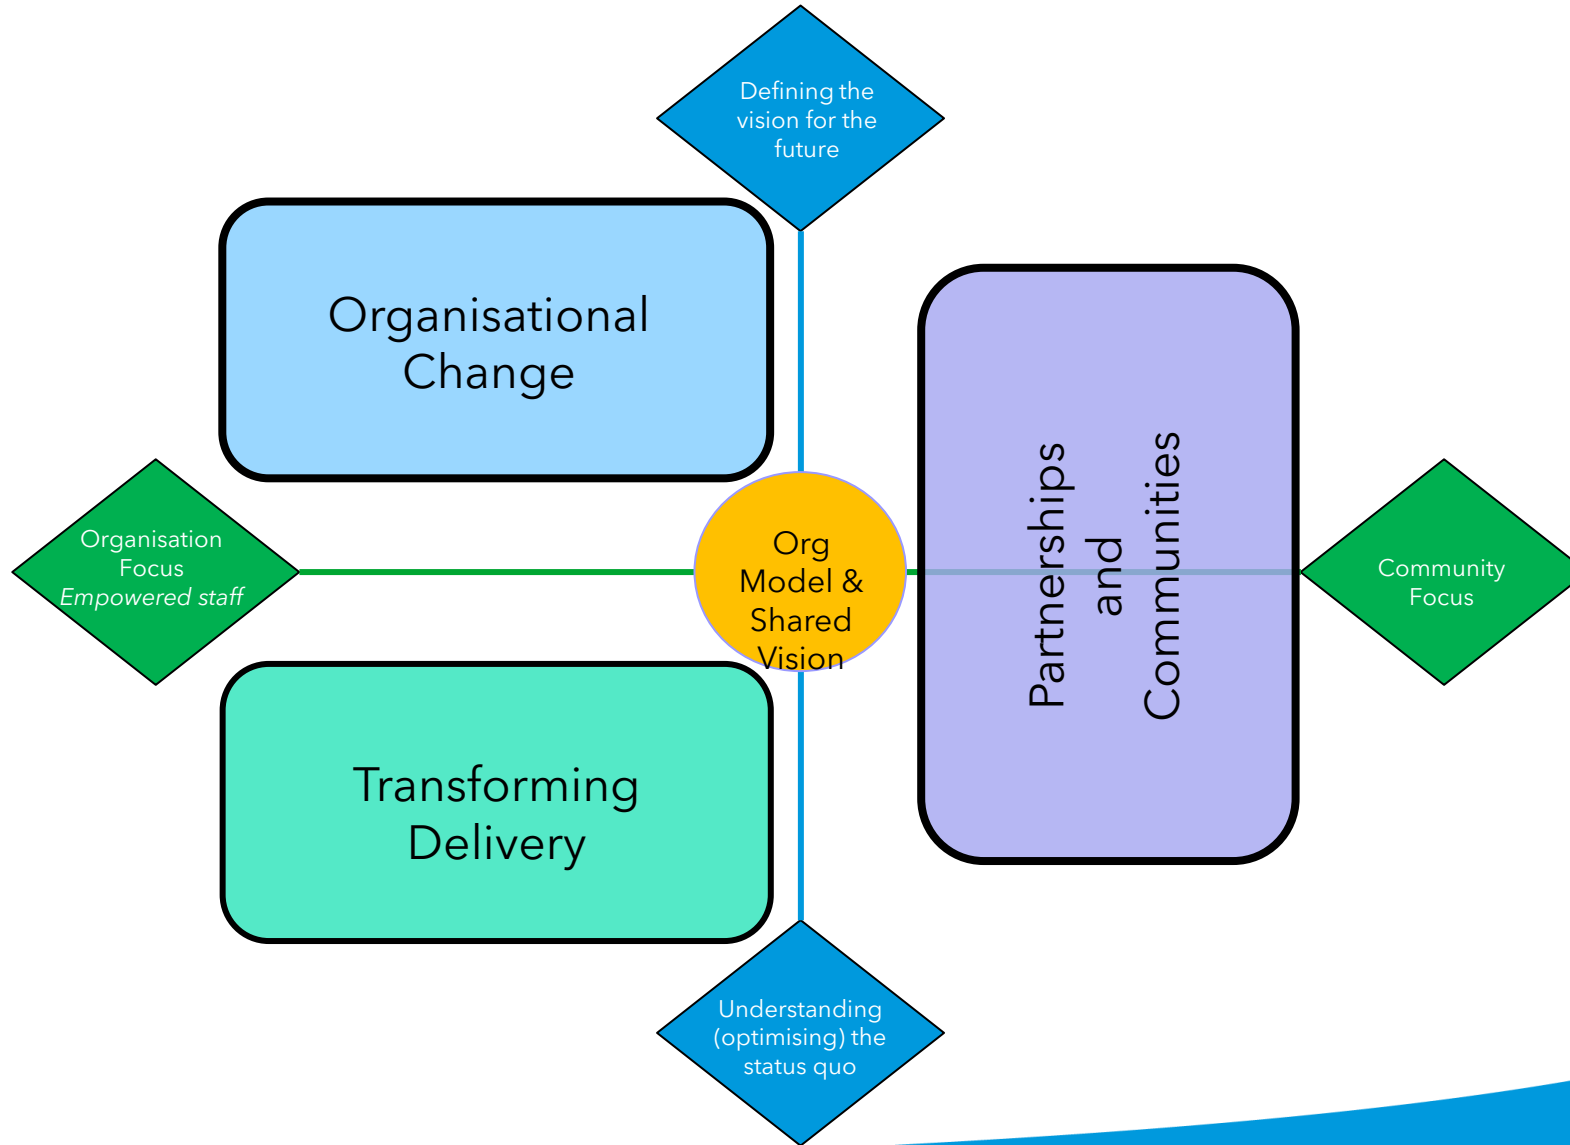 Defining the
vision for the
future
Organisational
Change
Organisation
Focus
Empowered staff
Org
Model &
Shared
Vision
Partnerships
and
Communities
Community
Focus
Transforming
Delivery
Understanding
(optimising) the
status quo